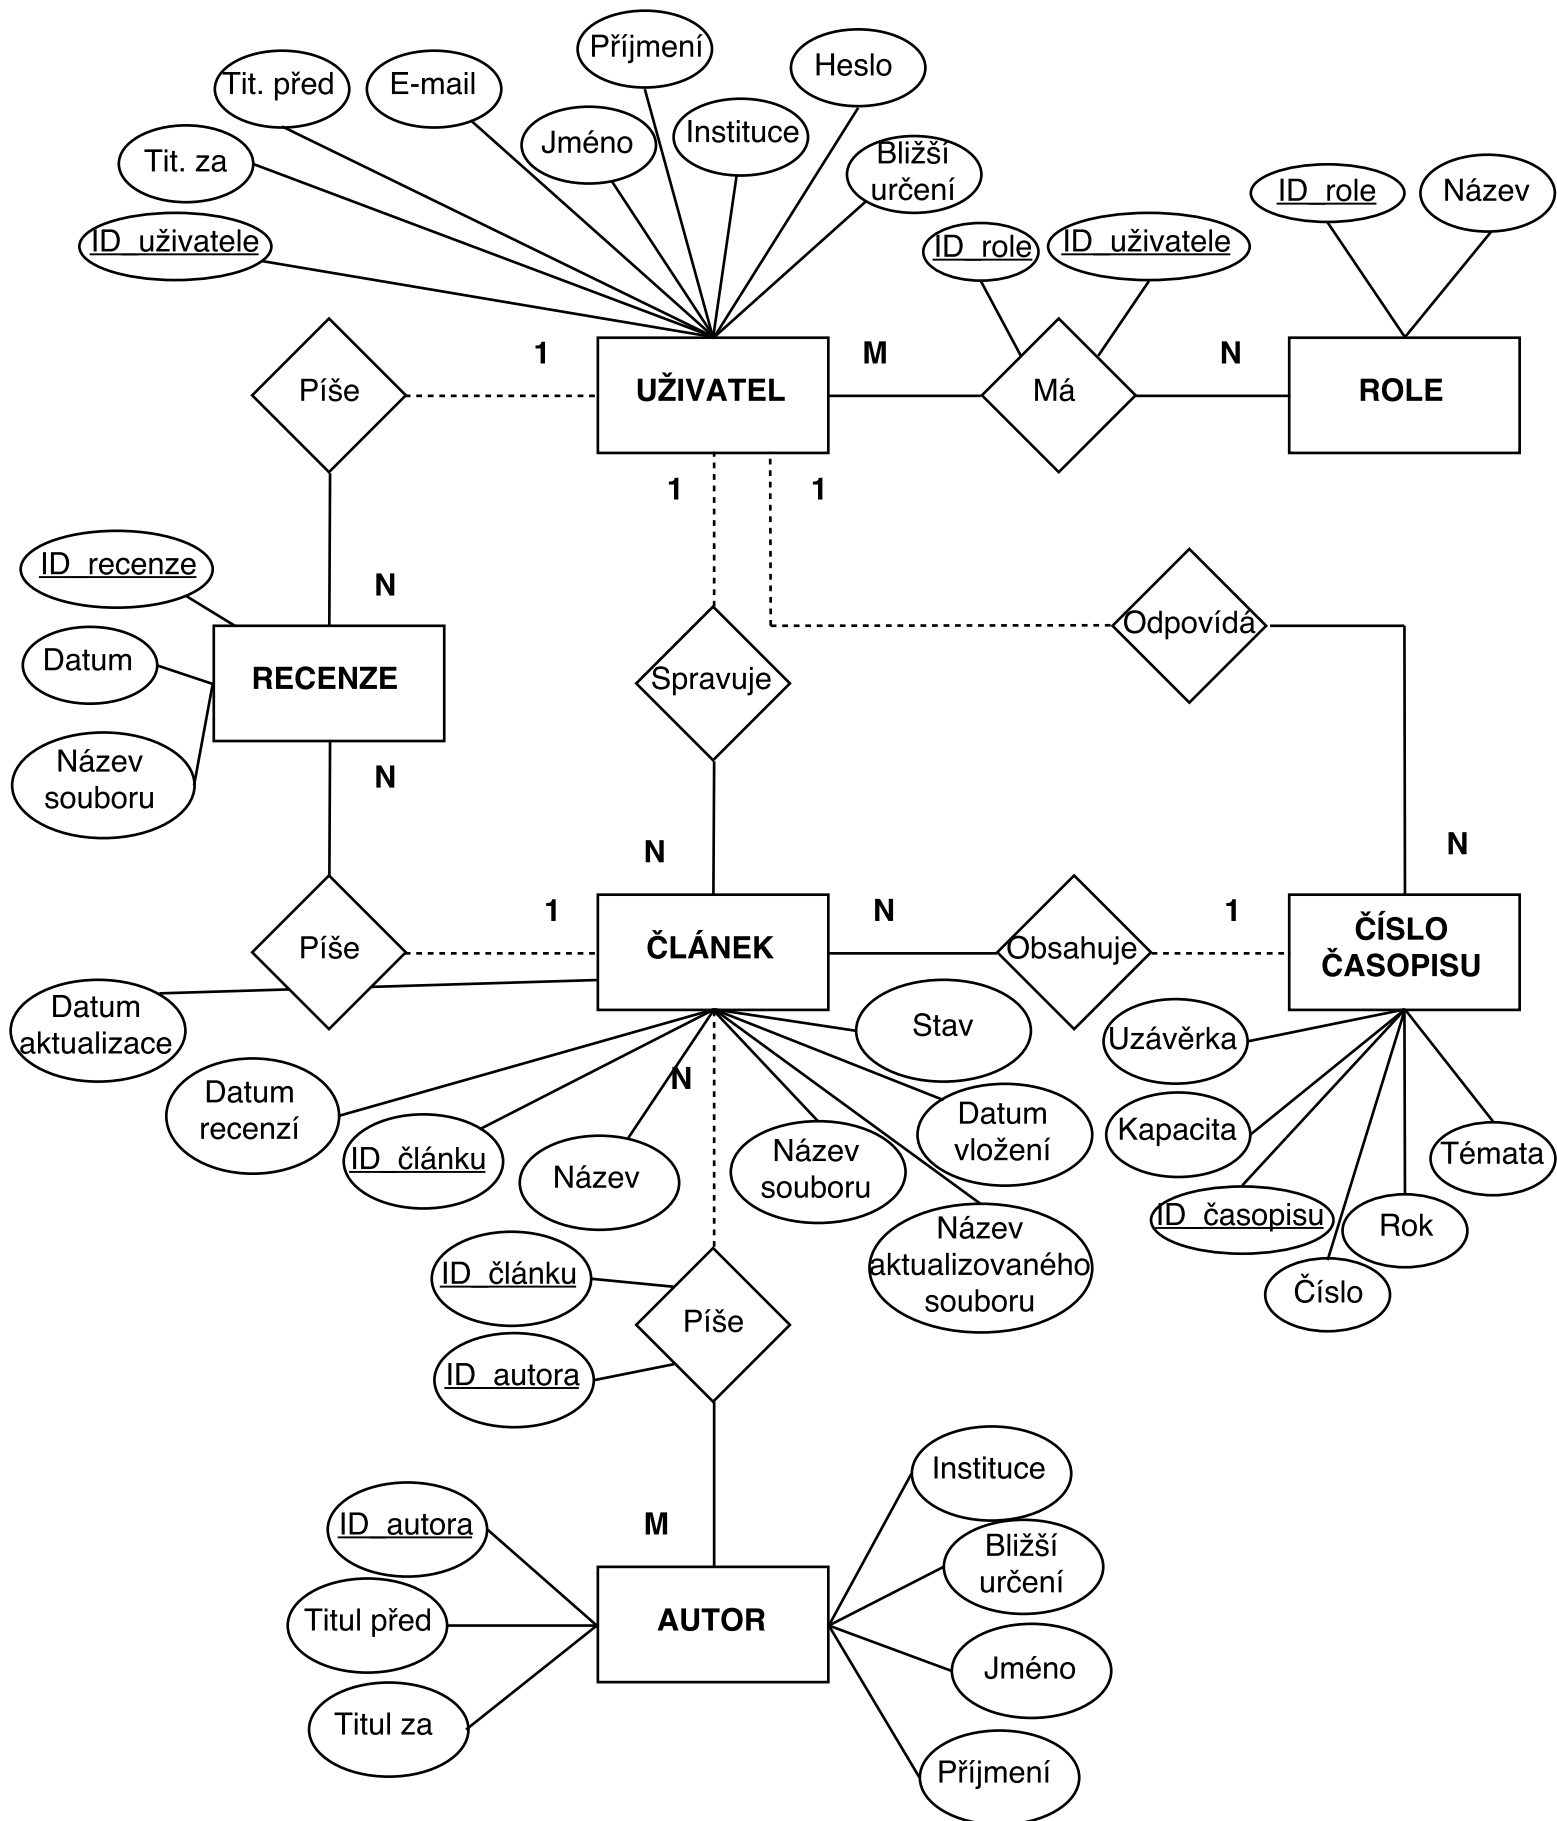 Příjmení
Heslo
Tit. před
E-mail
Jméno
Instituce
Bližší
určení
Tit. za
ID_role
Název
ID_uživatele
ID_role
ID_uživatele
1
M
N
Píše
UŽIVATEL
Má
ROLE
1
1
ID_recenze
N
Odpovídá
Datum
RECENZE
Spravuje
Název
souboru
N
N
N
1
N
1
Píše
ČLÁNEK
Obsahuje
ČÍSLO
ČASOPISU
Datum
aktualizace
Stav
Uzávěrka
N
Datum
recenzí
Datum
vložení
Kapacita
ID_článku
Název
Název
souboru
Témata
ID_časopisu
Rok
Název
aktualizovaného
souboru
ID_článku
Číslo
Píše
ID_autora
Instituce
M
ID_autora
Bližší
určení
Titul před
AUTOR
Jméno
Titul za
Příjmení